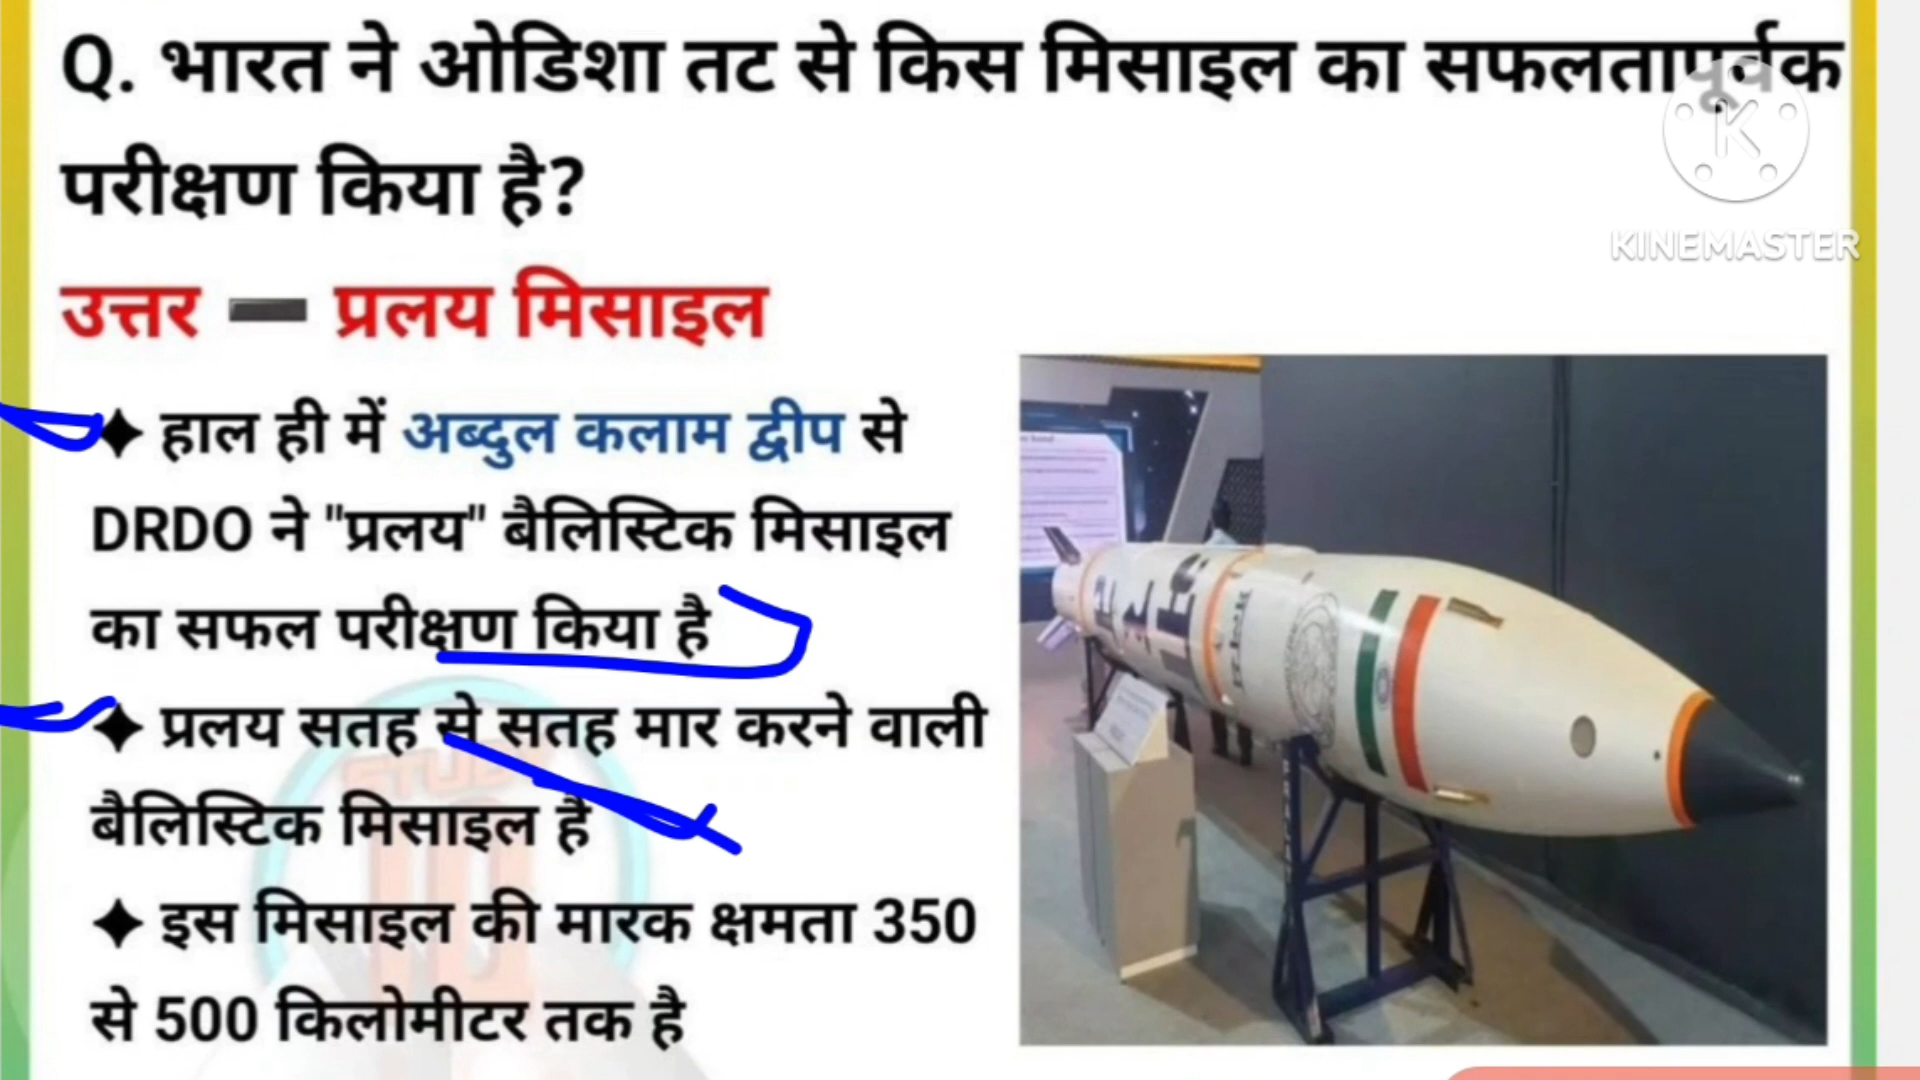 Q. भारत ने ओडिशा तट से किस मिसाइल का सफलतापूर्वक
परीक्षण किया है?
उत्तर ➖ प्रलय मिसाइल
✦ हाल ही में अब्दुल कलाम द्वीप से
DRDO ने "प्रलय" बैलिस्टिक मिसाइल
का सफल परीक्षण किया है
✦ प्रलय सतह से सतह मार करने वाली
बैलिस्टिक मिसाइल है
✦ इस मिसाइल की मारक क्षमता 350
से 500 किलोमीटर तक है
K
KINEMASTER
STUDY